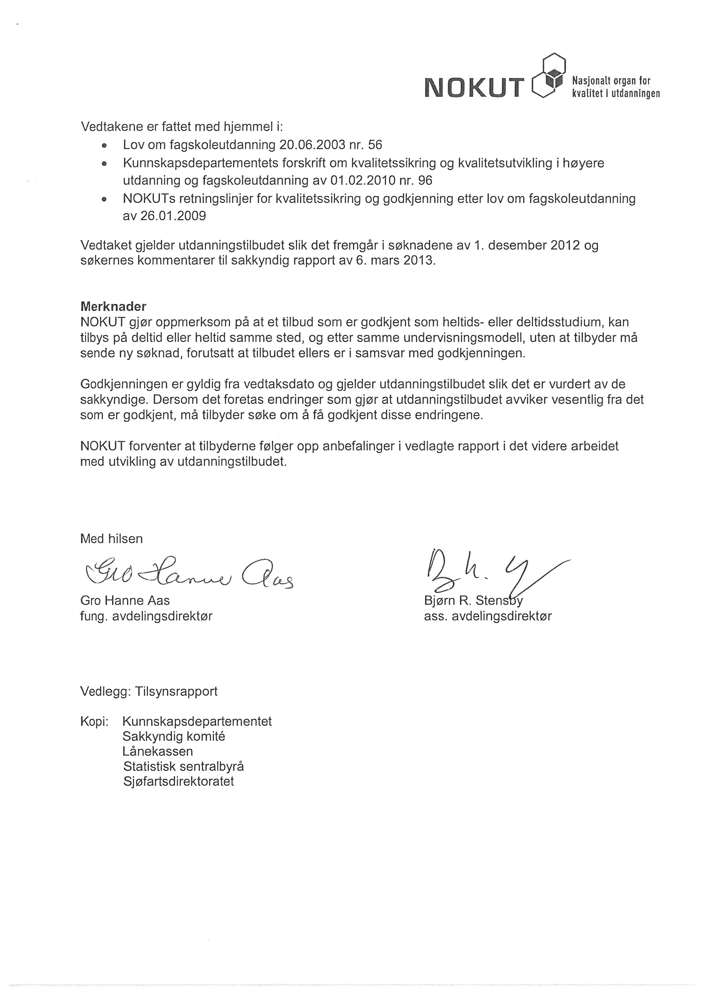 NOKUT Nasjonalt organ for
kvalitet i utdanningen
Vedtakene er fattet med hjemmel i:
• Lov om fagskoleutdanning 20.06.2003 nr. 56
• Kunnskapsdepartementets forskrift om kvalitetssikring og kvalitetsutvikling i høyere
utdanning og fagskoleutdanning av 01.02.2010 nr. 96
• NOKUTs retningslinjer for kvalitetssikring og godkjenning etter lov om fagskoleutdanning
av 26.01.2009
Vedtaket gjelder utdanningstilbudet slik det fremgår i søknadene av 1. desember 2012 og
søkernes kommentarer til sakkyndig rapport av 6. mars 2013.
Merknader
NOKUT gjør oppmerksom på at et tilbud som er godkjent som heltids- eller deltidsstudium, kan
tilbys på deltid eller heltid samme sted, og etter samme undervisningsmodell, uten at tilbyder må
sende ny søknad, forutsatt at tilbudet ellers er i samsvar med godkjenningen.
Godkjenningen er gyldig fra vedtaksdato og gjelder utdanningstilbudet slik det er vurdert av de
sakkyndige. Dersom det foretas endringer som gjør at utdanningstilbudet avviker vesentlig fra det
som er godkjent, må tilbyder søke om å få godkjent disse endringene.
NOKUT forventer at tilbyderne følger opp anbefalinger i vedlagte rapport i det videre arbeidet
med utvikling av utdanningstilbudet.
Med hilsen
Gro Hanne Aas
Gro Hanne Aas
fung. avdelingsdirektør
Bjørn R. Stensby
ass. avdelingsdirektør
Vedlegg: Tilsynsrapport
Kopi: Kunnskapsdepartementet
Sakkyndig komité
Lånekassen
Statistisk sentralbyrå
Sjøfartsdirektoratet